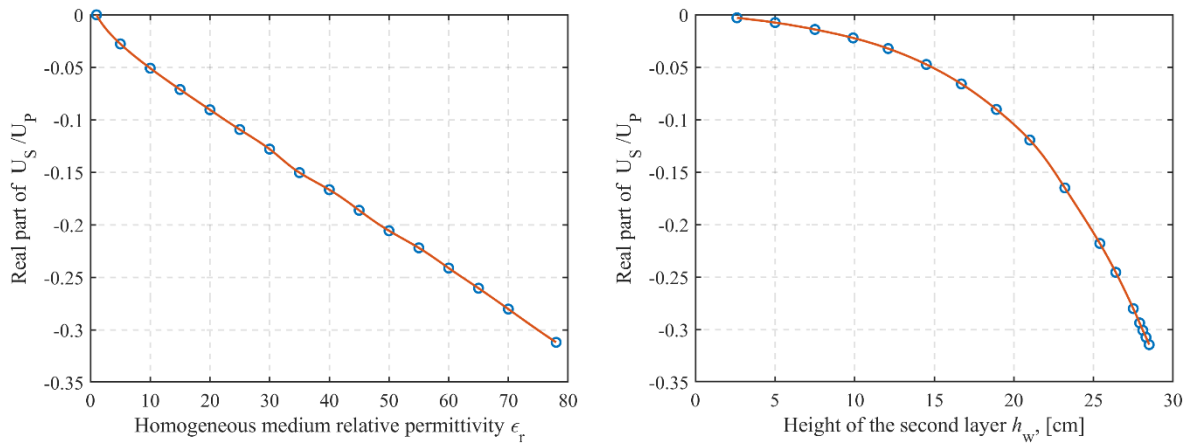 Real part of U_S /U_P
0
-0.05
-0.1
-0.15
-0.2
-0.25
-0.3
-0.35
0 10 20 30 40 50 60 70 80
Homogeneous medium relative permittivity ϵ_r
Real part of U_S /U_P
0
-0.05
-0.1
-0.15
-0.2
-0.25
-0.3
-0.35
0 5 10 15 20 25 30
Height of the second layer h_w, [cm]